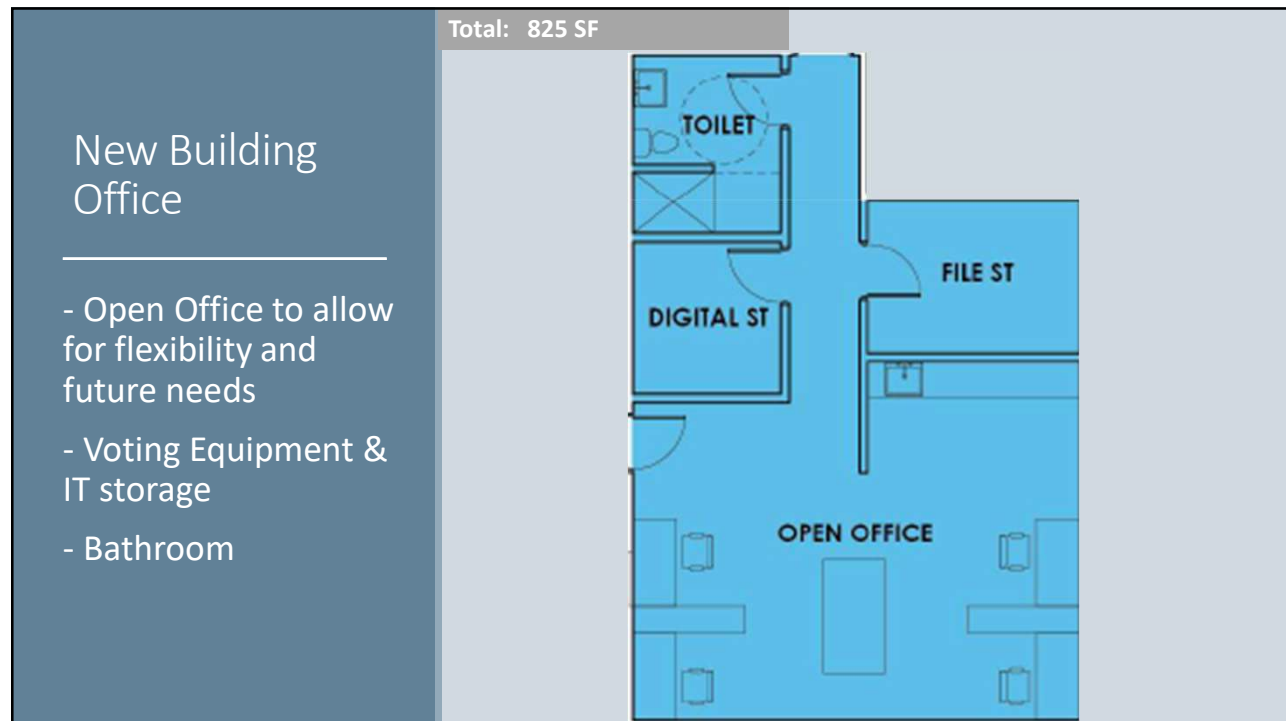 Total: 825 SF
New Building
Office
- Open Office to allow
for flexibility and
future needs
- Voting Equipment &
IT storage
- Bathroom
TOILET
FILE ST
DIGITAL ST
OPEN OFFICE